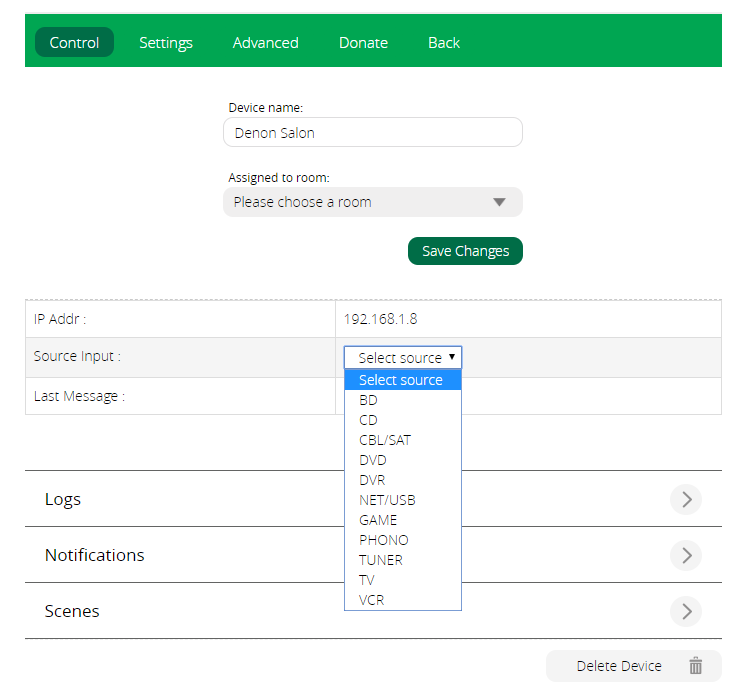 Control Settings Advanced Donate Back
Device name:
Denon Salon
Assigned to room:
Please choose a room
Save Changes
IP Addr : 192.168.1.8
Source Input : Select source
Select source
Last Message :
BD
CD
CBL/SAT
DVD
DVR
NET/USB
GAME
PHONO
TUNER
TV
VCR
Logs
Notifications
Scenes
Delete Device